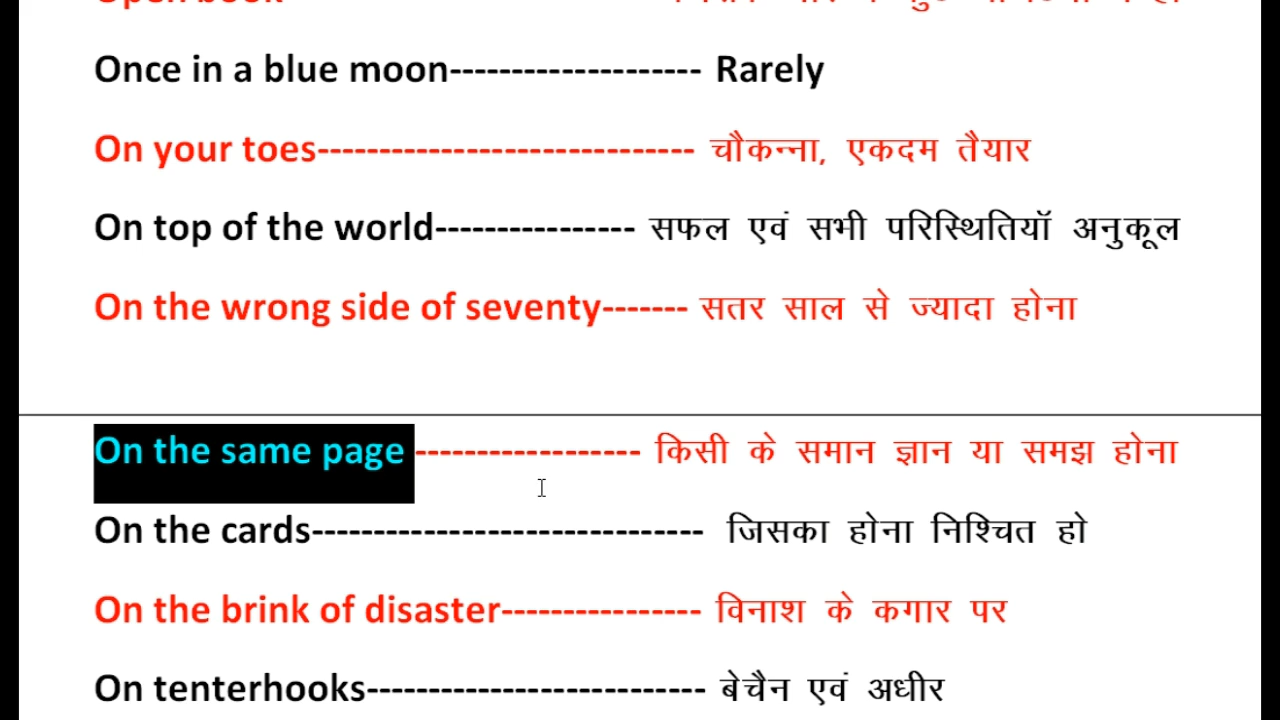 Open book
Once in a blue moon-------------------- Rarely
On your toes------------------------------ चौकन्ना, एकदम तैयार
On top of the world---------------- सफल एवं सभी परिस्थितियॉ अनुकूल
On the wrong side of seventy------- सतर साल से ज्यादा होना
On the same page ------------------ किसी के समान ज्ञान या समझ होना
On the cards------------------------------- जिसका होना निश्चित हो
On the brink of disaster---------------- विनाश के कगार पर
On tenterhooks--------------------------- बेचैन एवं अधीर